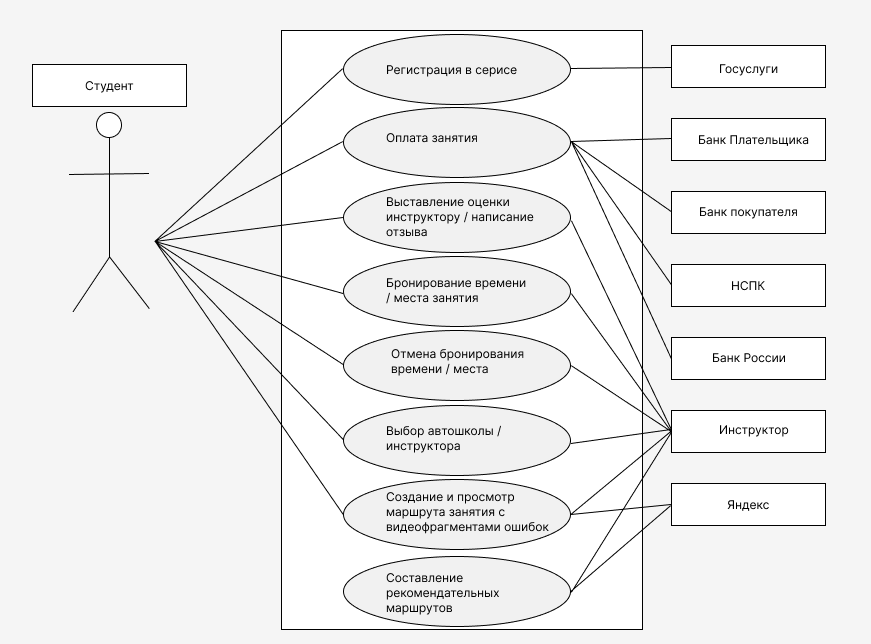 Студент
Регистрация в серисе
Оплата занятия
Выставление оценки
инструктору / написание
отзыва
Бронирование времени
/ места занятия
Отмена бронирования
времени / места
Выбор автошколы /
инструктора
Создание и просмотр
маршрута занятия с
видеофрагментами ошибок
Составление
рекомендательных
маршрутов
Госуслуги
Банк Плательщика
Банк покупателя
НСПК
Банк России
Инструктор
Яндекс